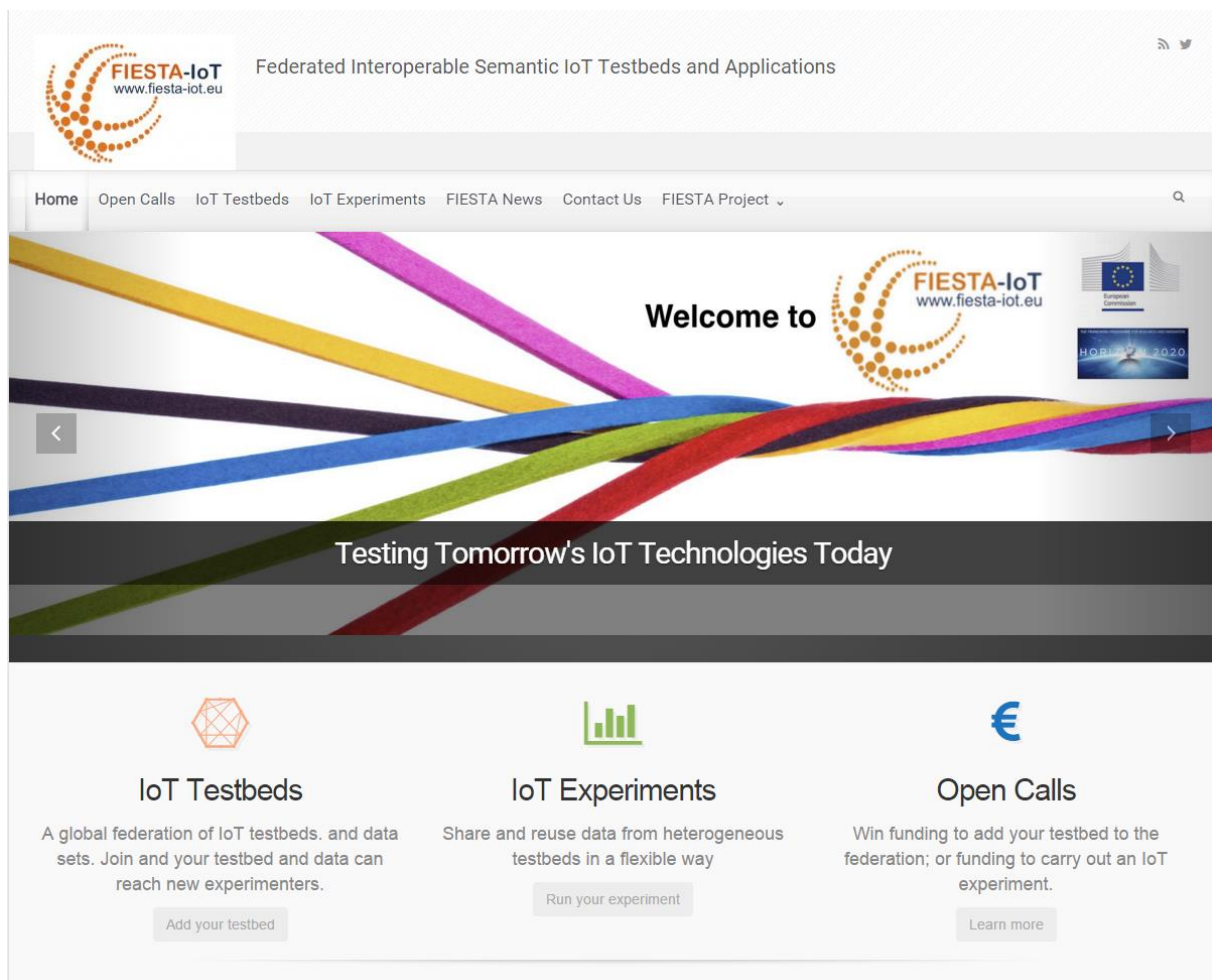 FIESTA-IoT
www.fiesta-iot.eu
Federated Interoperable Semantic IoT Testbeds and Applications
Home Open Calls IoT Testbeds IoT Experiments FIESTA News Contact Us FIESTA Project
Welcome to
FIESTA-IoT
www.fiesta-iot.eu
European
Commission
HORIZON 2020
Testing Tomorrow's IoT Technologies Today
€
IoT Testbeds
A global federation of IoT testbeds. and data
sets. Join and your testbed and data can
reach new experimenters.
Add your testbed
IoT Experiments
Share and reuse data from heterogeneous
testbeds in a flexible way
Run your experiment
Open Calls
Win funding to add your testbed to the
federation; or funding to carry out an IoT
experiment.
Learn more